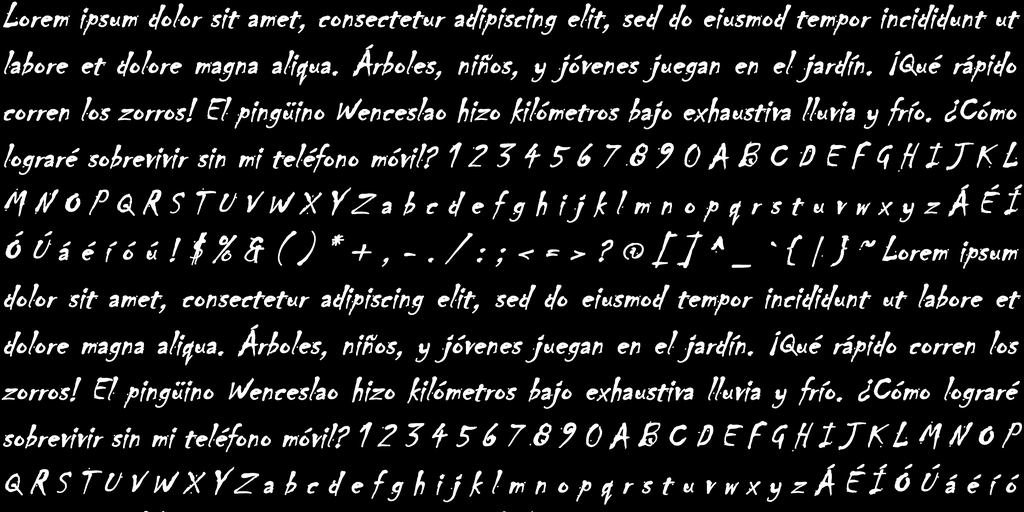 Lorem ipsum dolor sit amet, consectetur adipiscing elit, sed do eiusmod tempor incididunt ut
labore et dolore magna aliqua. Árboles, niños, y jóvenes juegan en el jardín. ¡Qué rápido
corren los zorros! El pingüino Wenceslao hizo kilómetros bajo exhaustiva lluvia y frío. ¿Cómo
lograré sobrevivir sin mi teléfono móvil? 1 2 3 4 5 6 7 8 9 0 A B C D E F G H I J K L
M N O P Q R S T U V W X Y Z a b c d e f g h i j k l m n o p q r s t u v w x y z Á É Í
Ó Ú á é í ó ú ! $ % & ( ) * + , - . / : ; < = > ? @ [ ] ^ _ ` { | } ~ Lorem ipsum
dolor sit amet, consectetur adipiscing elit, sed do eiusmod tempor incididunt ut labore et
dolore magna aliqua. Árboles, niños, y jóvenes juegan en el jardín. ¡Qué rápido corren los
zorros! El pingüino Wenceslao hizo kilómetros bajo exhaustiva lluvia y frío. ¿Cómo lograré
sobrevivir sin mi teléfono móvil? 1 2 3 4 5 6 7 8 9 0 A B C D E F G H I J K L M N O P
Q R S T U V W X Y Z a b c d e f g h i j k l m n o p q r s t u v w x y z Á É Í Ó Ú á é í ó